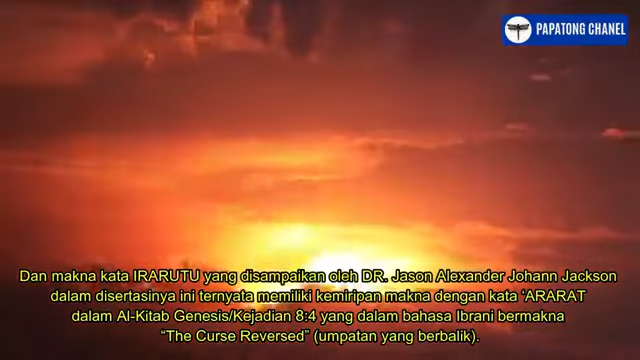 PAPATONG CHANEL
Dan makna kata IRARUTU yang disampaikan oleh DR. Jason Alexander Johann Jackson
dalam disertasinya ini ternyata memiliki kemiripan makna dengan kata ‘ARARAT
dalam Al-Kitab Genesis/Kejadian 8:4 yang dalam bahasa Ibrani bermakna
“The Curse Reversed” (umpatan yang berbalik).